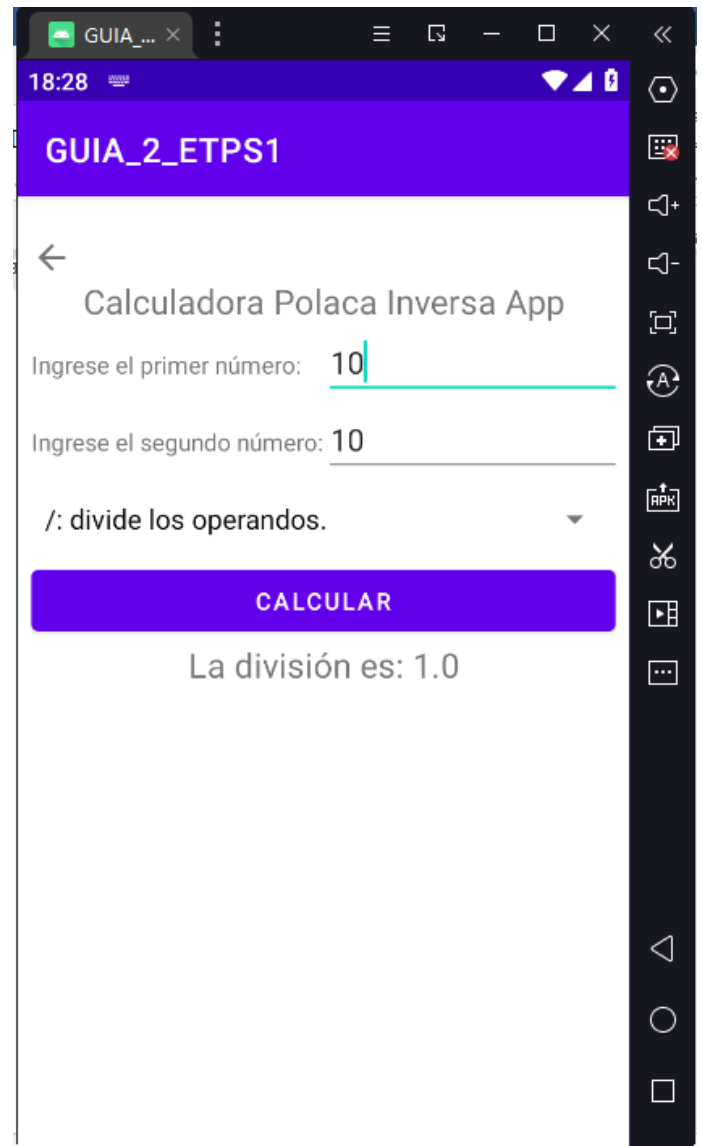 GUIA_... ×
18:28
GUIA_2_ETPS1
Calculadora Polaca Inversa App
Ingrese el primer número: 10
Ingrese el segundo número: 10
/: divide los operandos.
CALCULAR
La división es: 1.0
A
APK